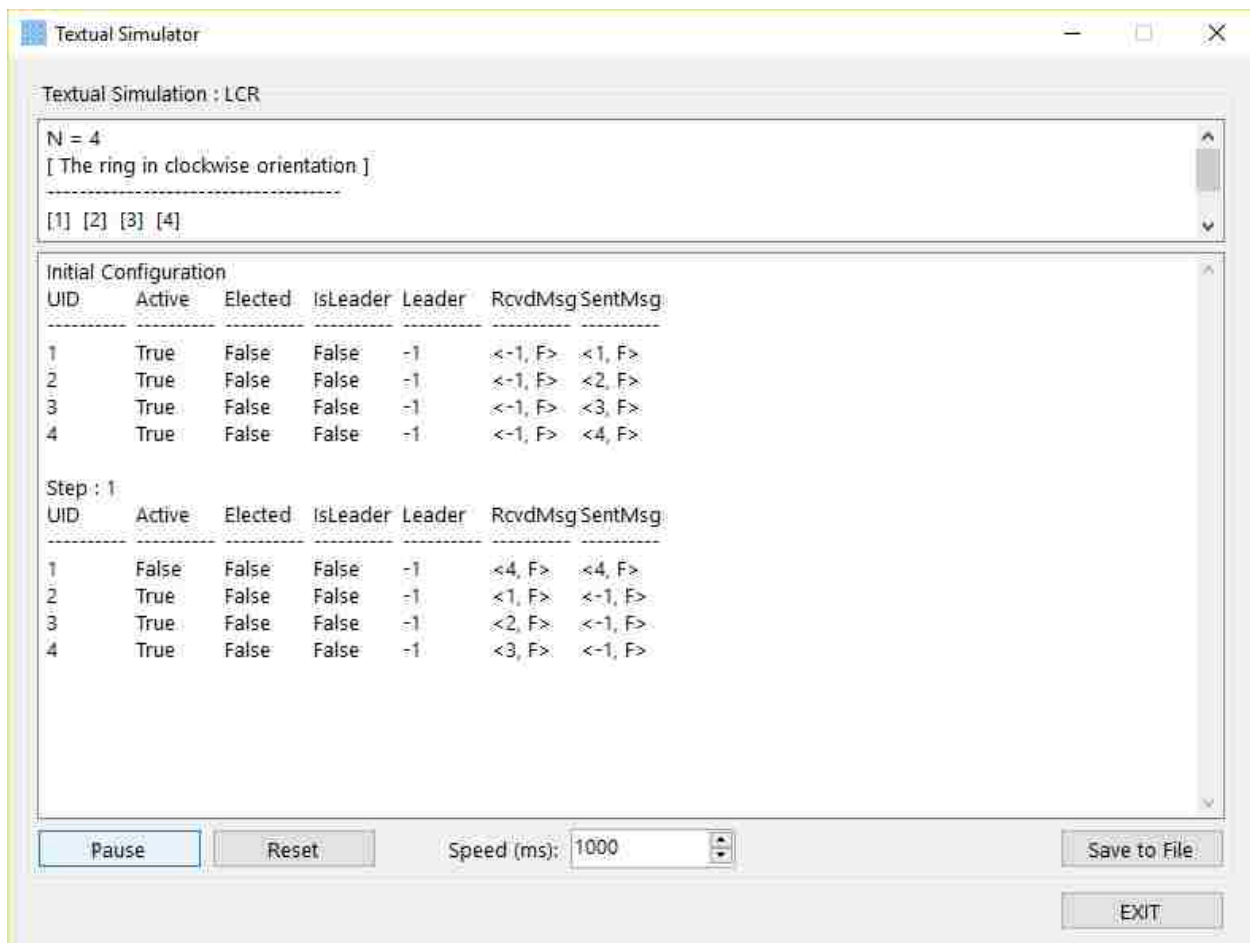 Textual Simulator
Textual Simulation : LCR
N = 4
[ The ring in clockwise orientation ]
-------------------------------------
[1] [2] [3] [4]
Initial Configuration
UID Active Elected IsLeader Leader RcvdMsg SentMsg
---------- ---------- ---------- ---------- ---------- ---------- ----------
1 True False False -1 <-1, F> <1, F>
2 True False False -1 <-1, F> <2, F>
3 True False False -1 <-1, F> <3, F>
4 True False False -1 <-1, F> <4, F>
Step : 1
UID Active Elected IsLeader Leader RcvdMsg SentMsg
---------- ---------- ---------- ---------- ---------- ---------- ----------
1 False False False -1 <4, F> <4, F>
2 True False False -1 <1, F> <-1, F>
3 True False False -1 <2, F> <-1, F>
4 True False False -1 <3, F> <-1, F>
Pause Reset Speed (ms): 1000 Save to File
EXIT